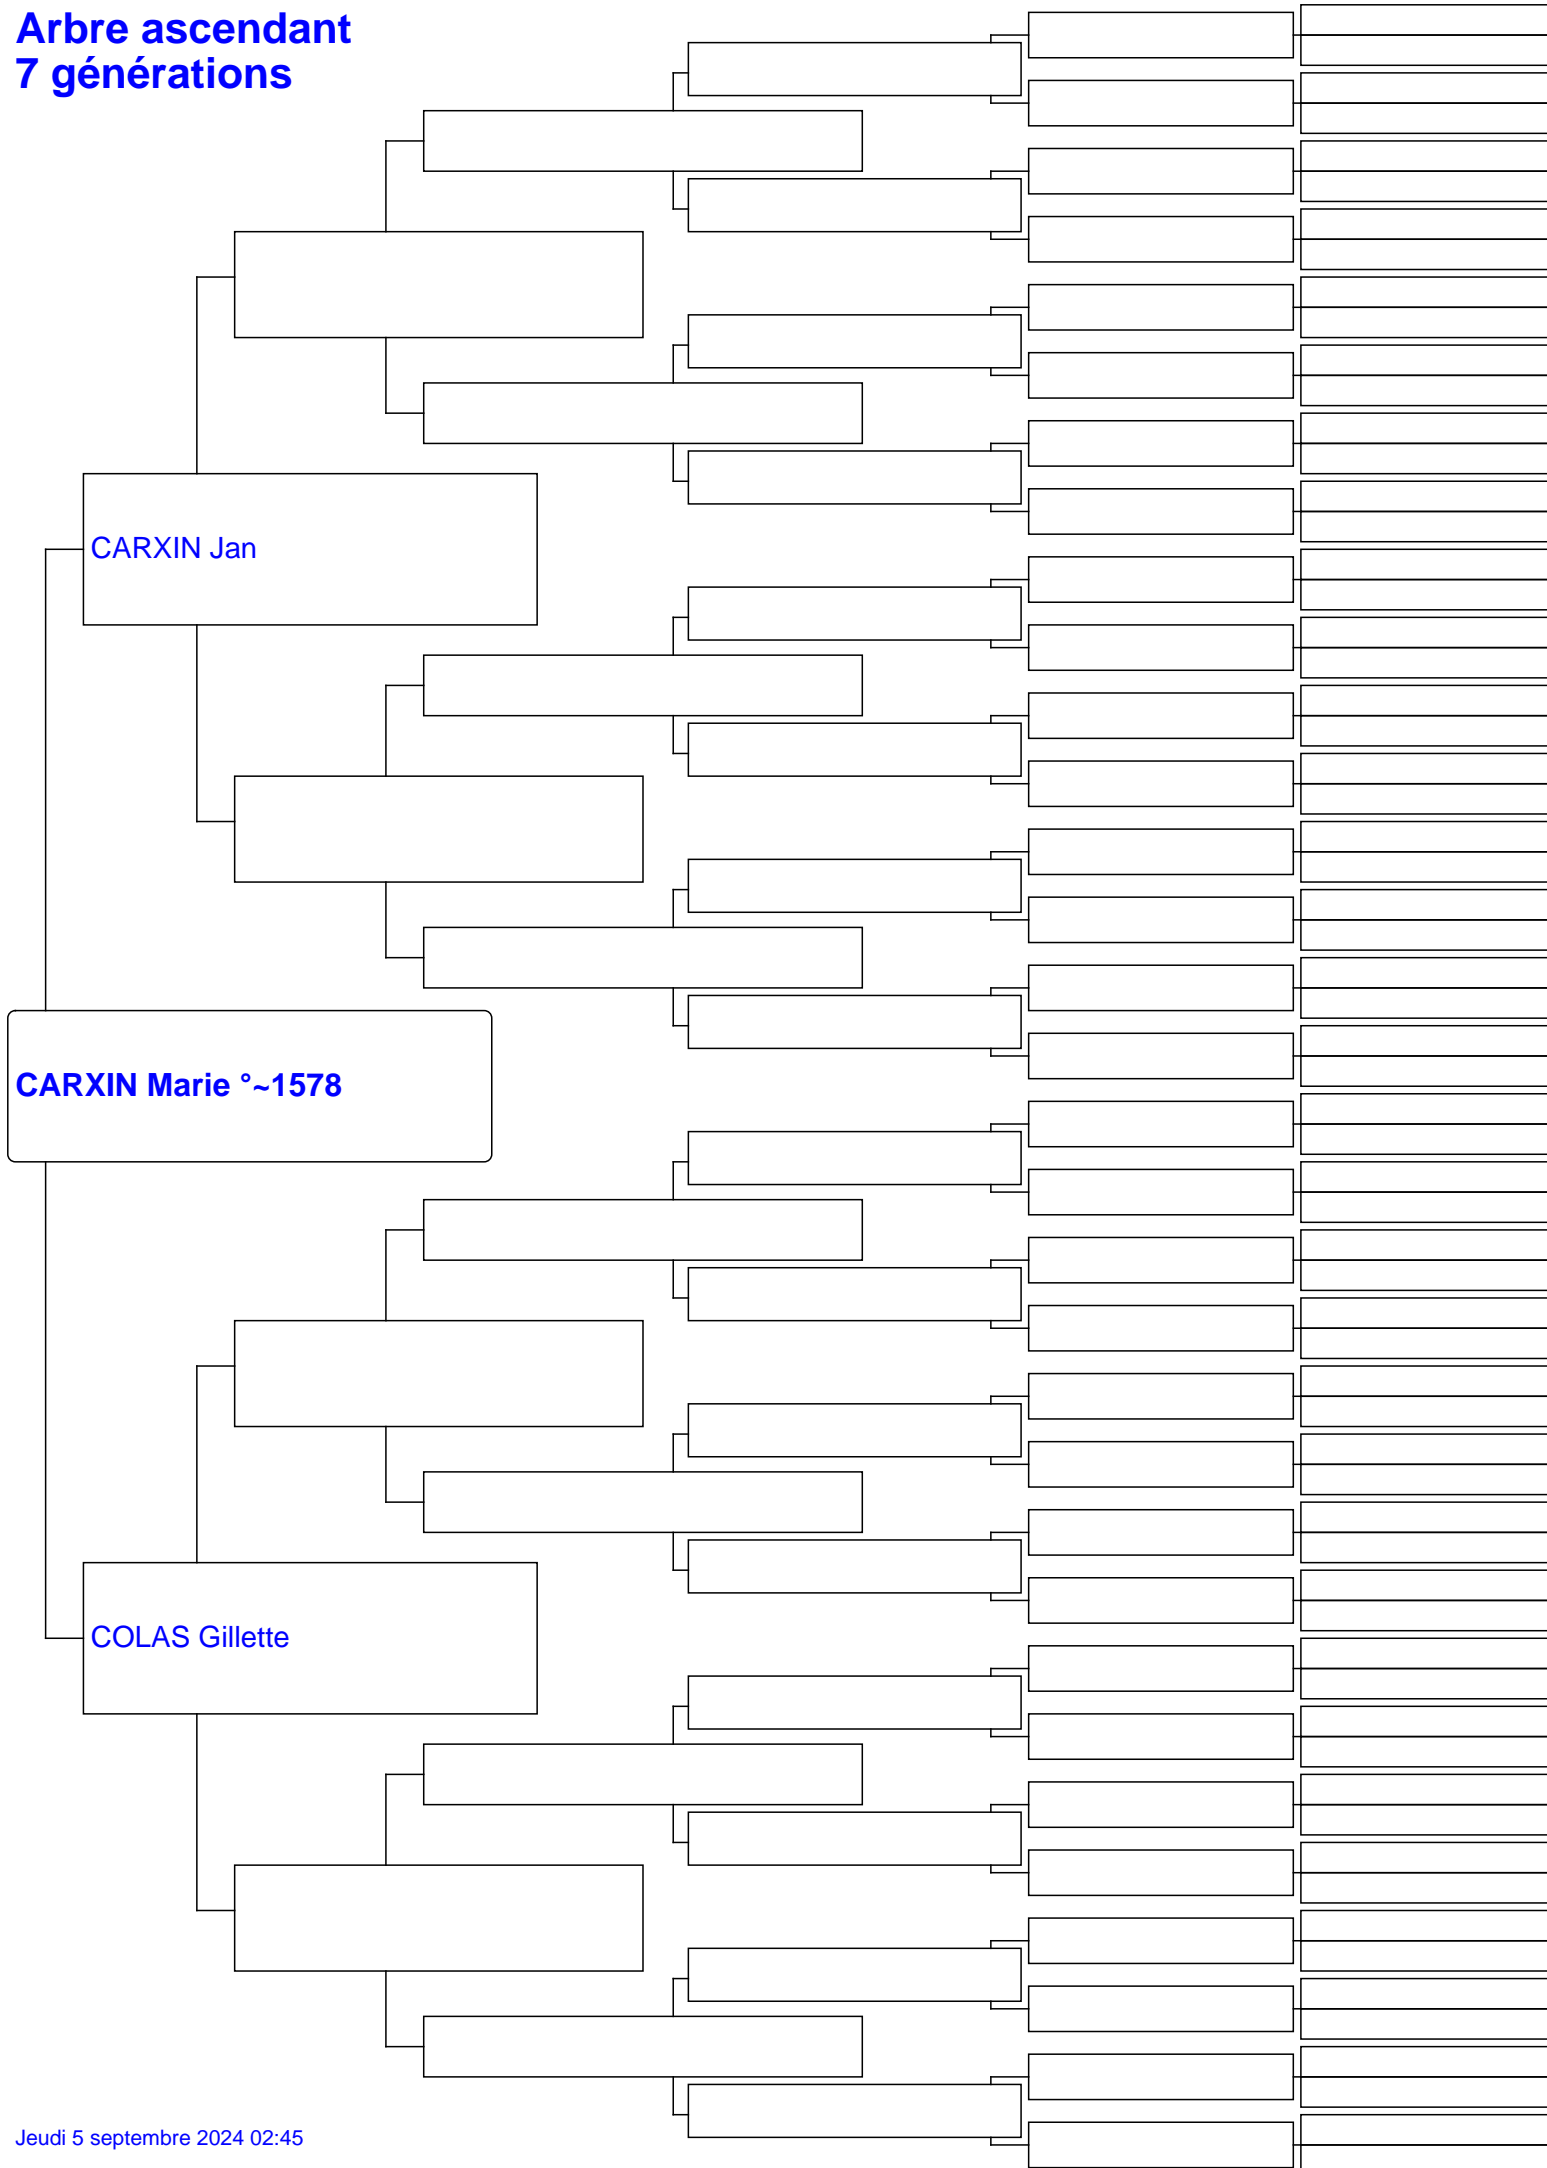 Arbre ascendant
7 générations
CARXIN Jan
CARXIN Marie °~1578
COLAS Gillette
Jeudi 5 septembre 2024 02:45